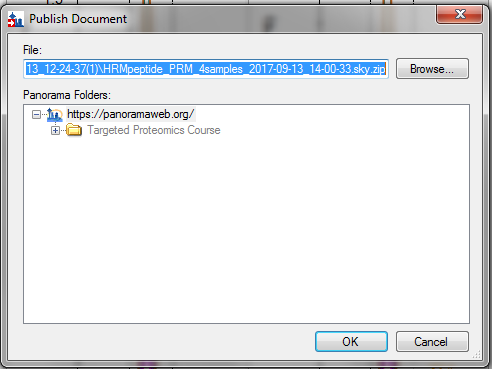 Publish Document
File:
13_12-24-37(1)\HRMpeptide_PRM_4samples_2017-09-13_14-00-33.sky.zip
Browse...
Panorama Folders:
https://panoramaweb.org/
Targeted Proteomics Course
OK
Cancel